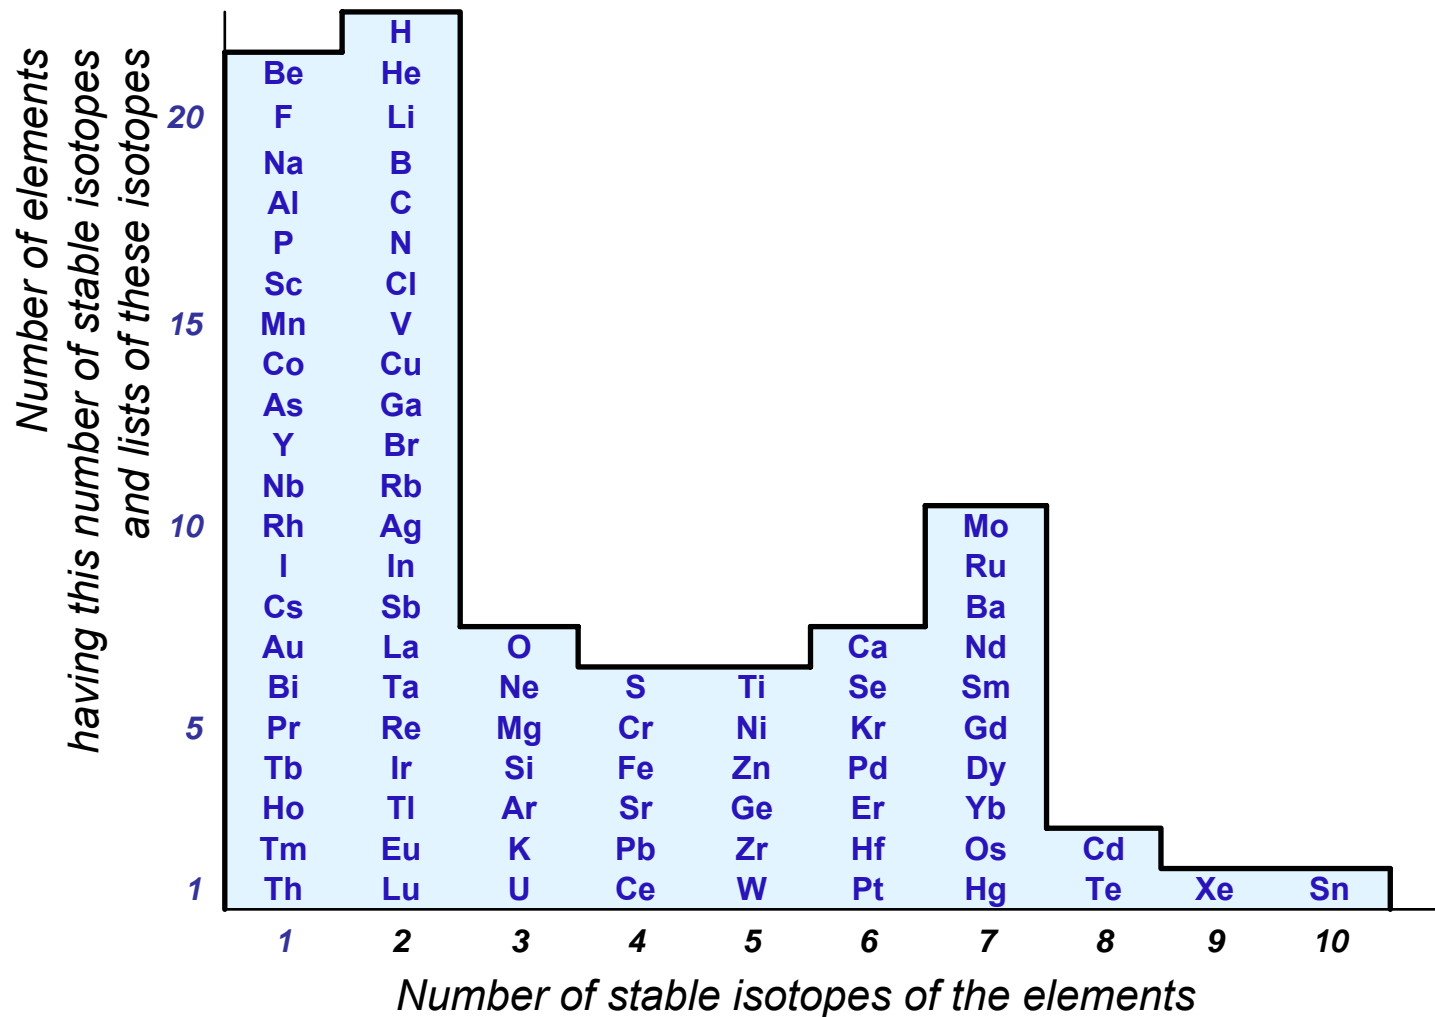 Number of elements
having this number of stable isotopes
and lists of these isotopes
H
Be He
20 F Li
Na B
Al C
P N
Sc Cl
15 Mn V
Co Cu
As Ga
Y Br
Nb Rb
10 Rh Ag Mo
I In Ru
Cs Sb Ba
Au La O Ca Nd
Bi Ta Ne S Ti Se Sm
5 Pr Re Mg Cr Ni Kr Gd
Tb Ir Si Fe Zn Pd Dy
Ho Tl Ar Sr Ge Er Yb
Tm Eu K Pb Zr Hf Os Cd
1 Th Lu U Ce W Pt Hg Te Xe Sn
1 2 3 4 5 6 7 8 9 10
Number of stable isotopes of the elements